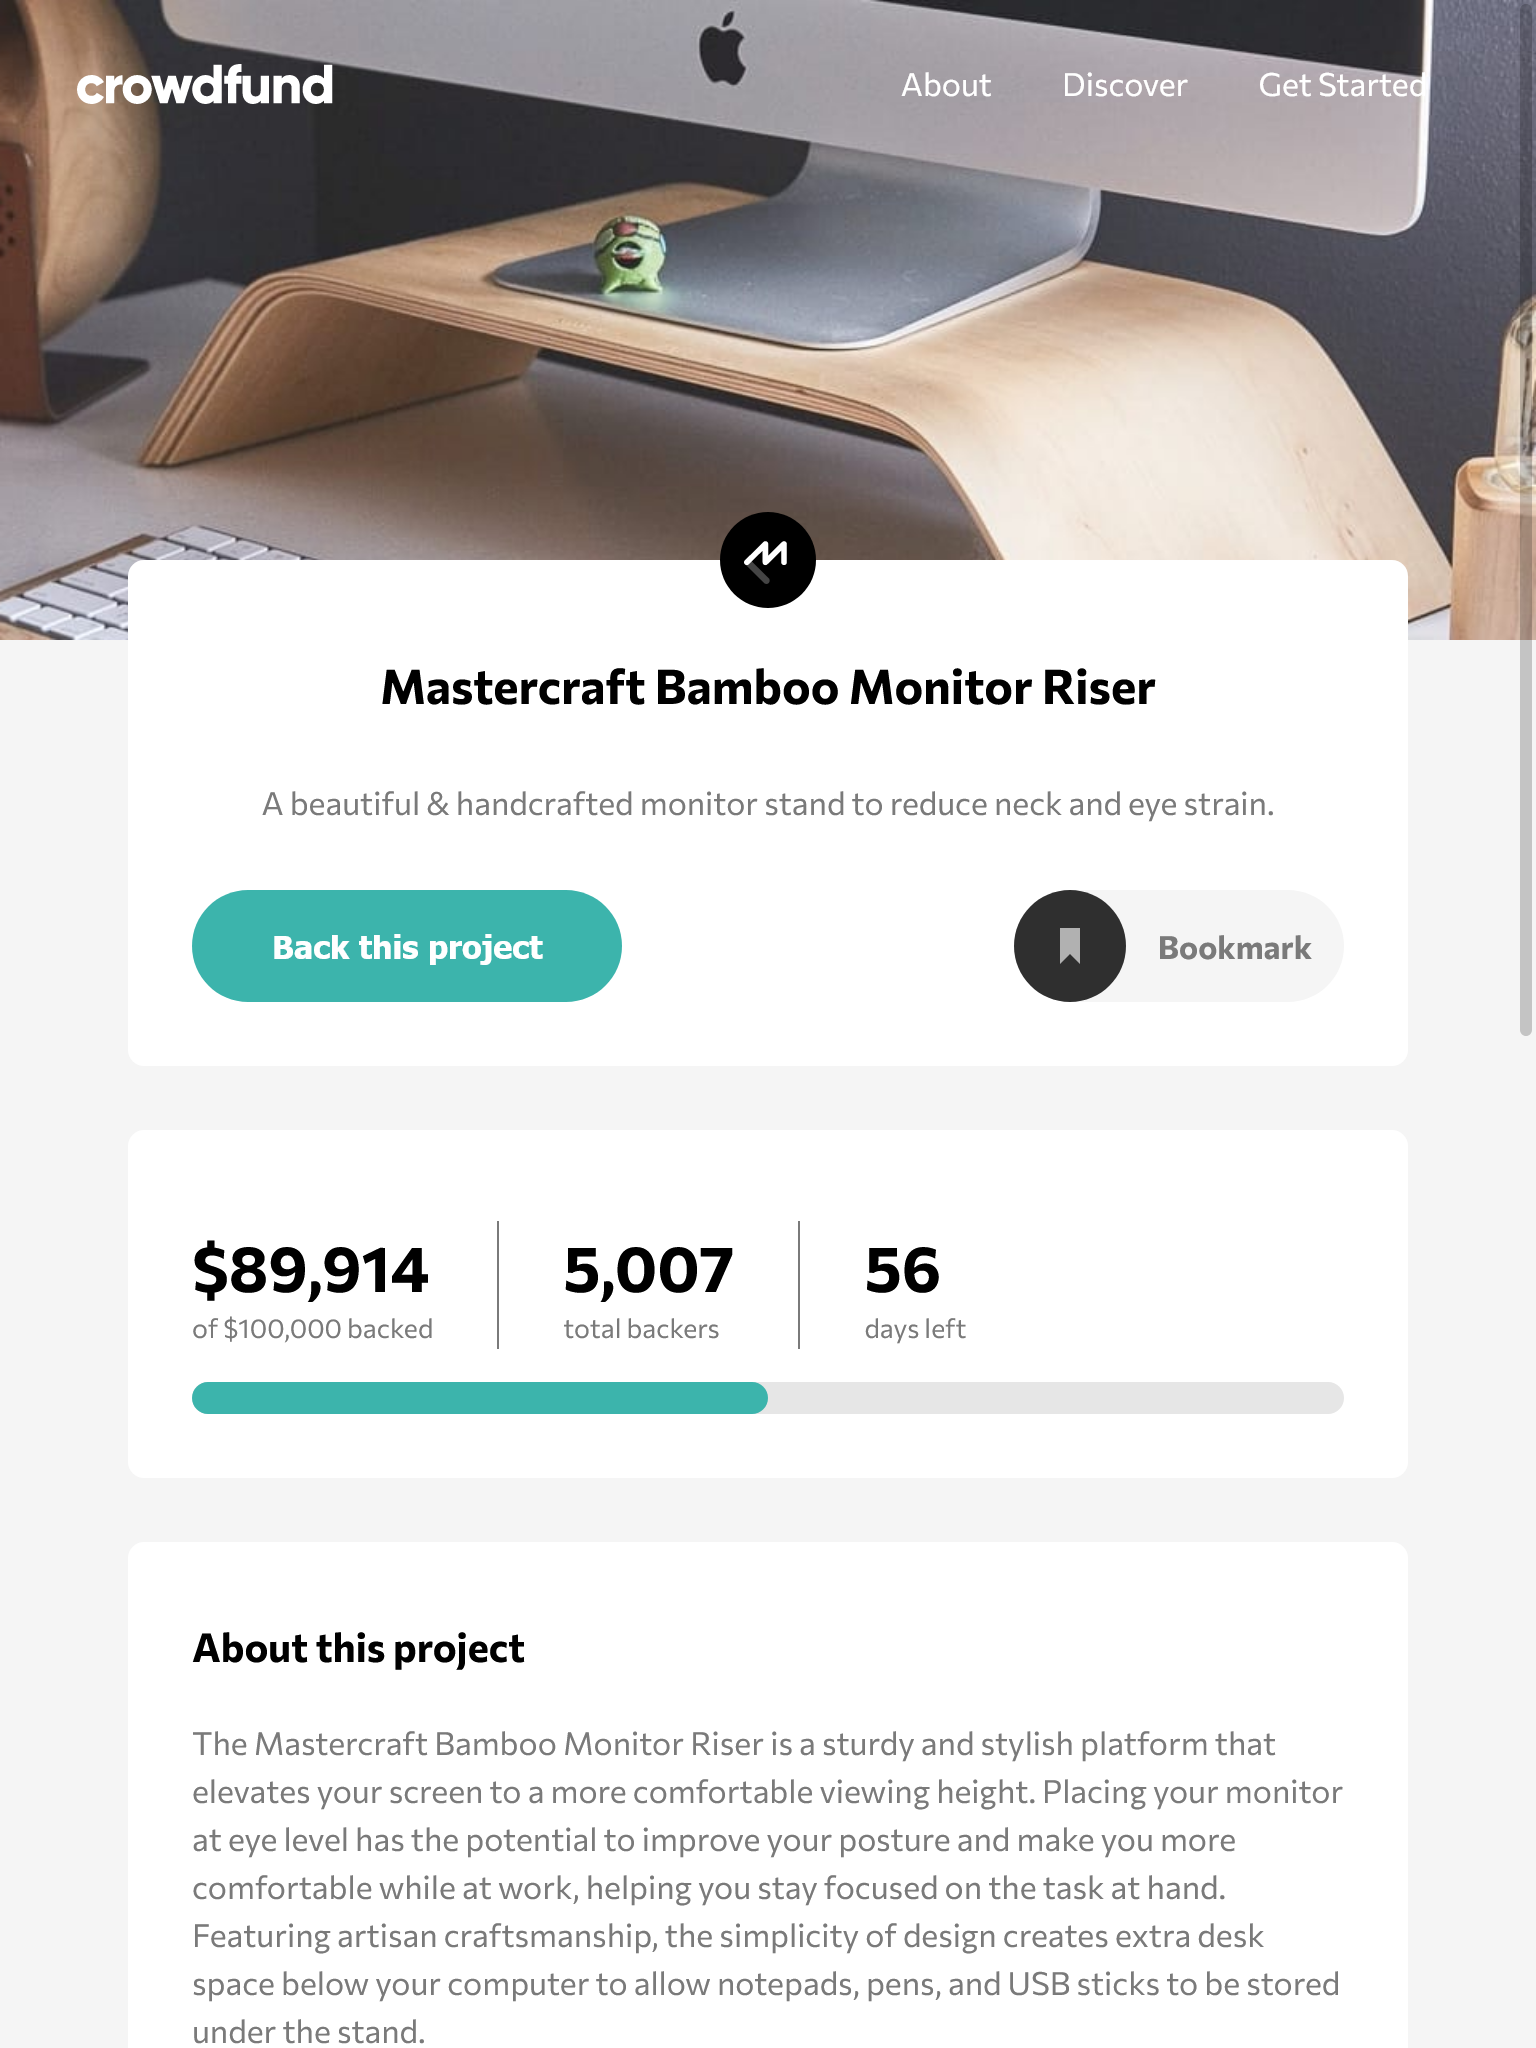 crowdfund
About Discover Get Started
Mastercraft Bamboo Monitor Riser
A beautiful & handcrafted monitor stand to reduce neck and eye strain.
Back this project
Bookmark
$89,914
of $100,000 backed
5,007
total backers
56
days left
About this project
The Mastercraft Bamboo Monitor Riser is a sturdy and stylish platform that
elevates your screen to a more comfortable viewing height. Placing your monitor
at eye level has the potential to improve your posture and make you more
comfortable while at work, helping you stay focused on the task at hand.
Featuring artisan craftsmanship, the simplicity of design creates extra desk
space below your computer to allow notepads, pens, and USB sticks to be stored
under the stand.